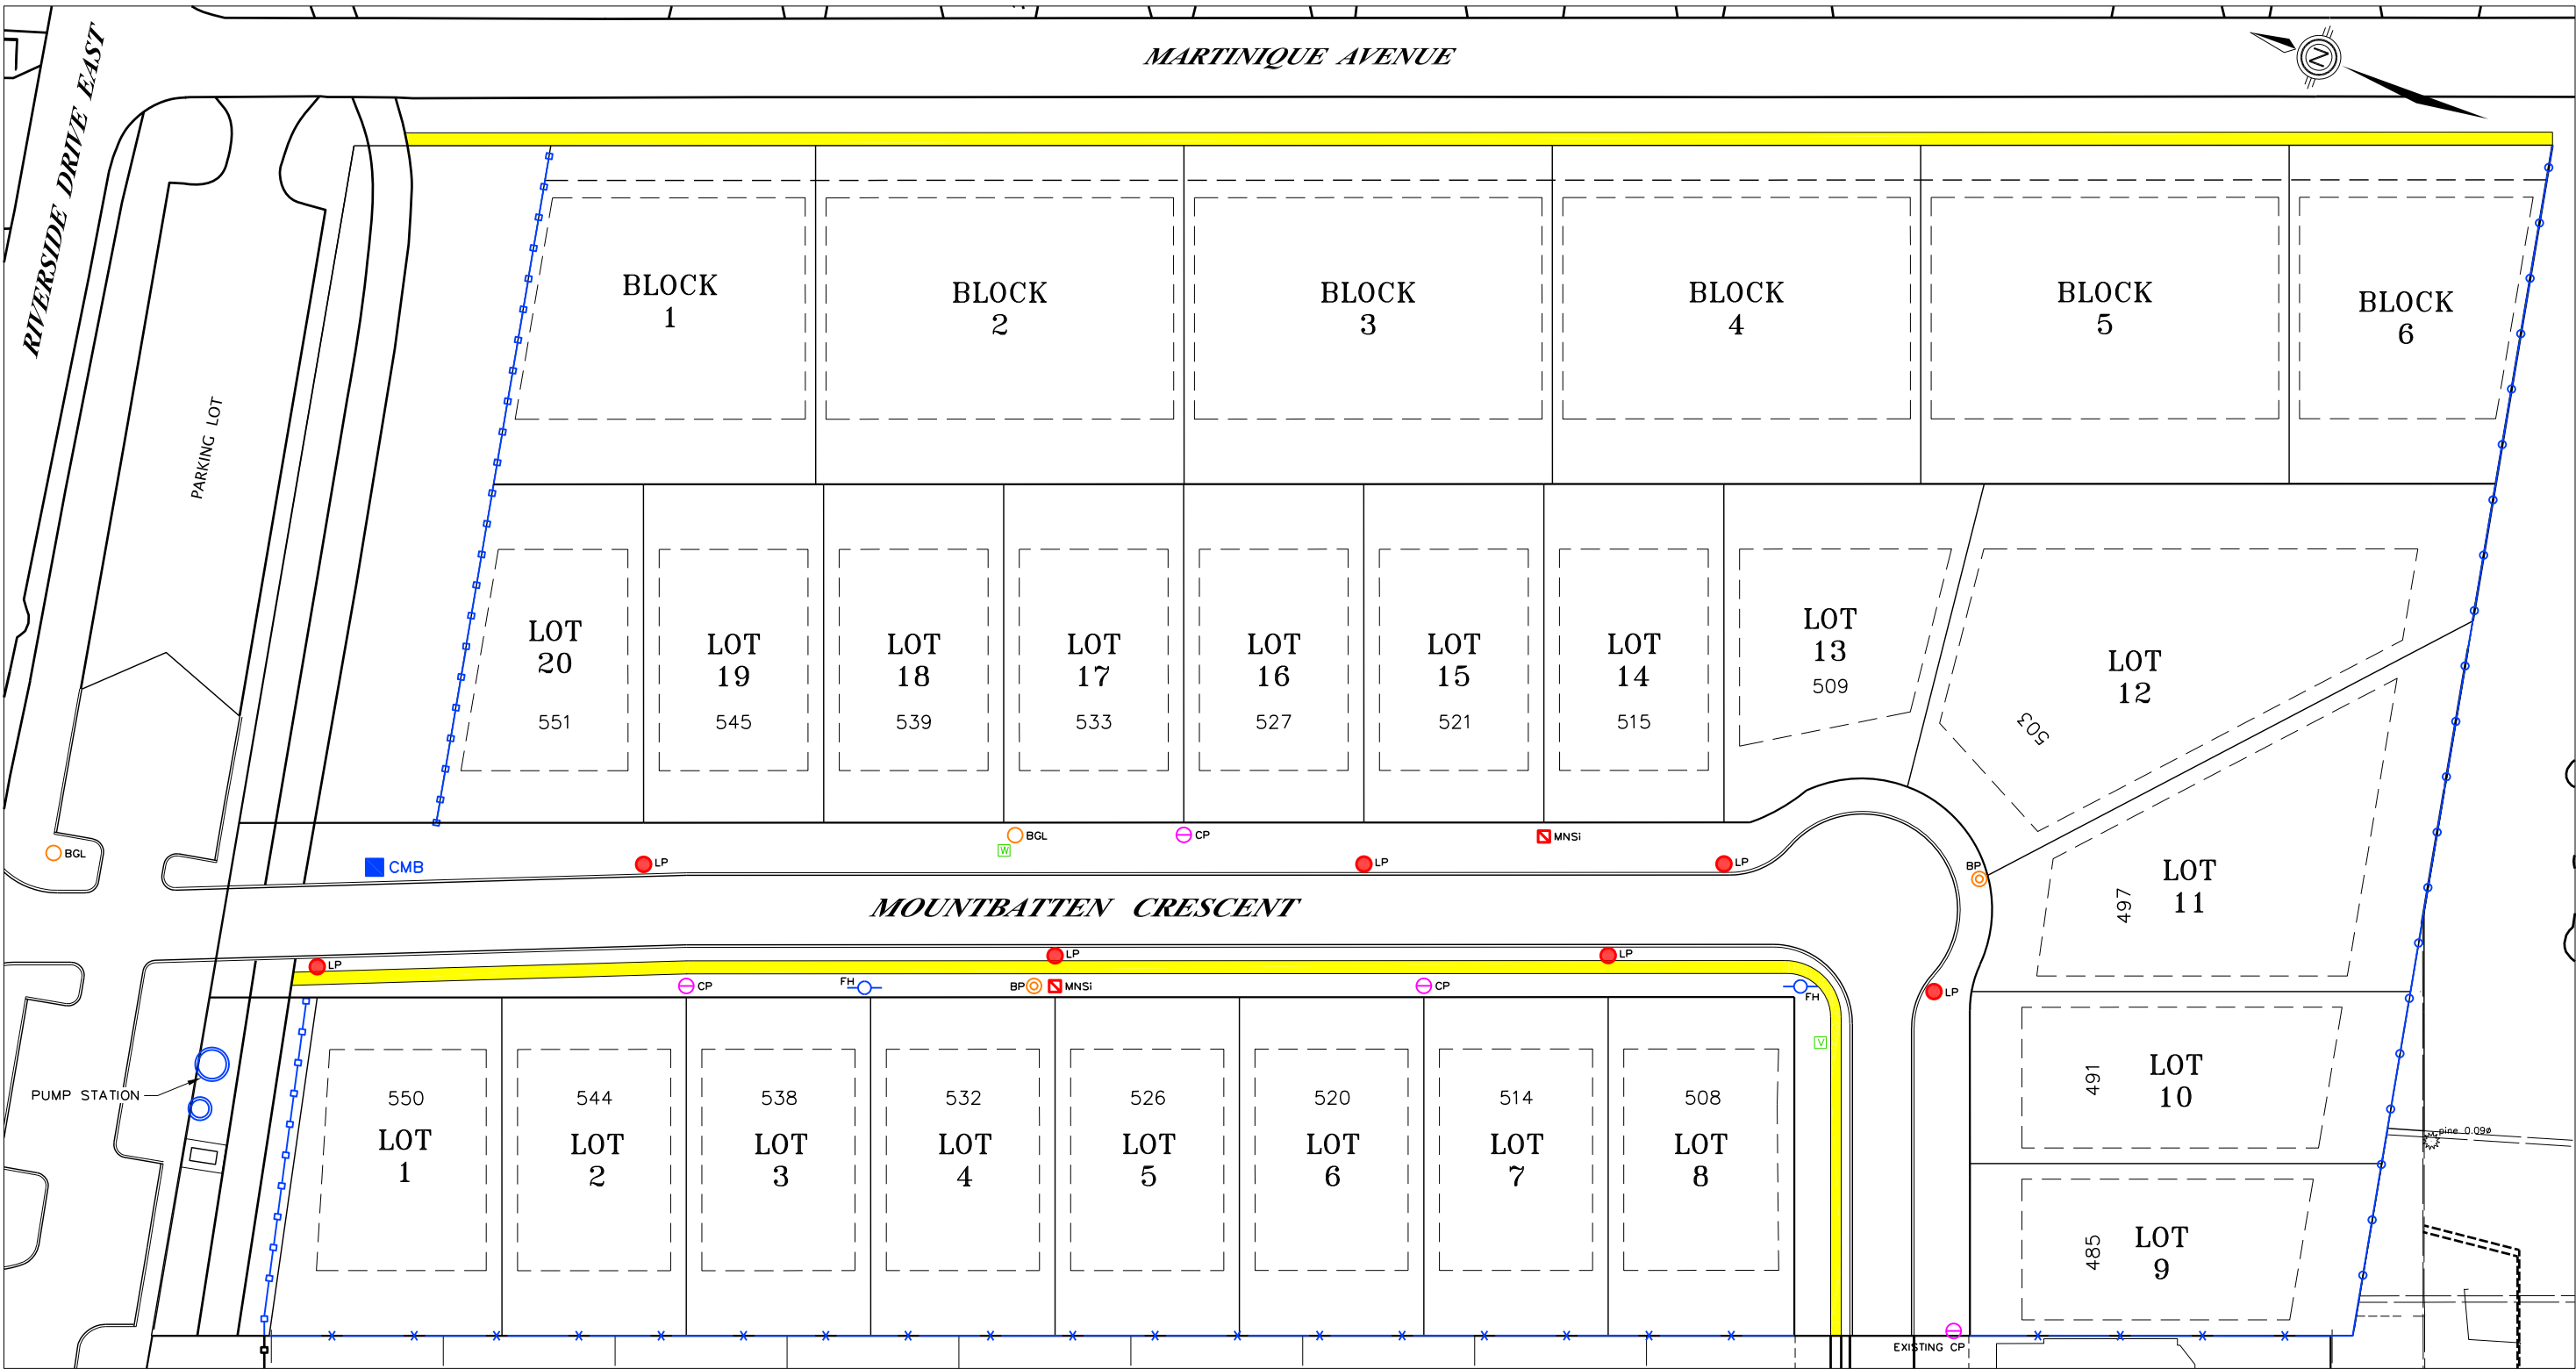 MARTINIQUE AVENUE
N
RIVERSIDE DRIVE EAST
PARKING LOT
BLOCK
1
BLOCK
2
BLOCK
3
BLOCK
4
BLOCK
5
BLOCK
6
LOT
20
551
LOT
19
545
LOT
18
539
LOT
17
533
LOT
16
527
LOT
15
521
LOT
14
515
LOT
13
509
LOT
12
503
LOT
11
497
BGL
CMB
LP
BGL
W
CP
LP
MNSi
LP
BP
MOUNTBATTEN CRESCENT
LP
LP
LP
LP
CP
FH
BP
MNSi
CP
FH
V
PUMP STATION
550
LOT
1
544
LOT
2
538
LOT
3
532
LOT
4
526
LOT
5
520
LOT
6
514
LOT
7
508
LOT
8
491
LOT
10
485
LOT
9
pine 0.09ø
EXISTING CP